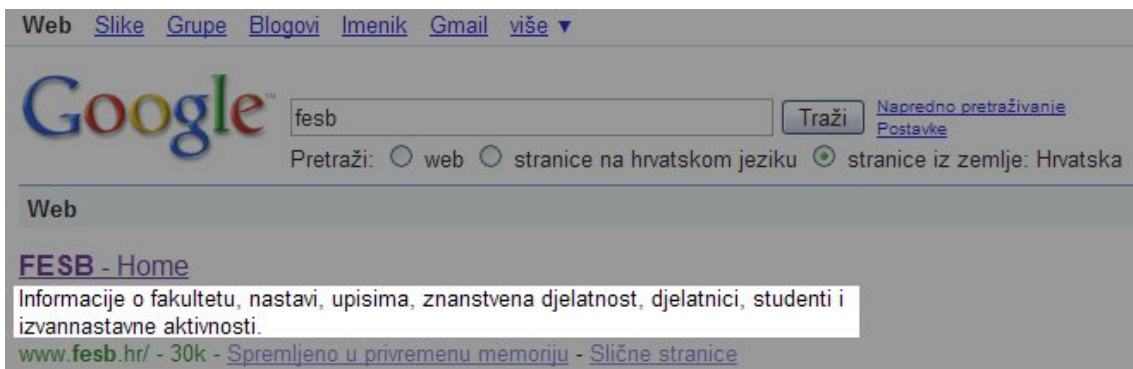 Web Slike Grupe Blogovi Imenik Gmail više ▼
Google™
fesb Traži Napredno pretraživanje
Postavke
Pretraži: web stranice na hrvatskom jeziku stranice iz zemlje: Hrvatska
Web
FESB - Home
Informacije o fakultetu, nastavi, upisima, znanstvena djelatnost, djelatnici, studenti i
izvannastavne aktivnosti.
www.fesb.hr/ - 30k - Spremljeno u privremenu memoriju - Slične stranice